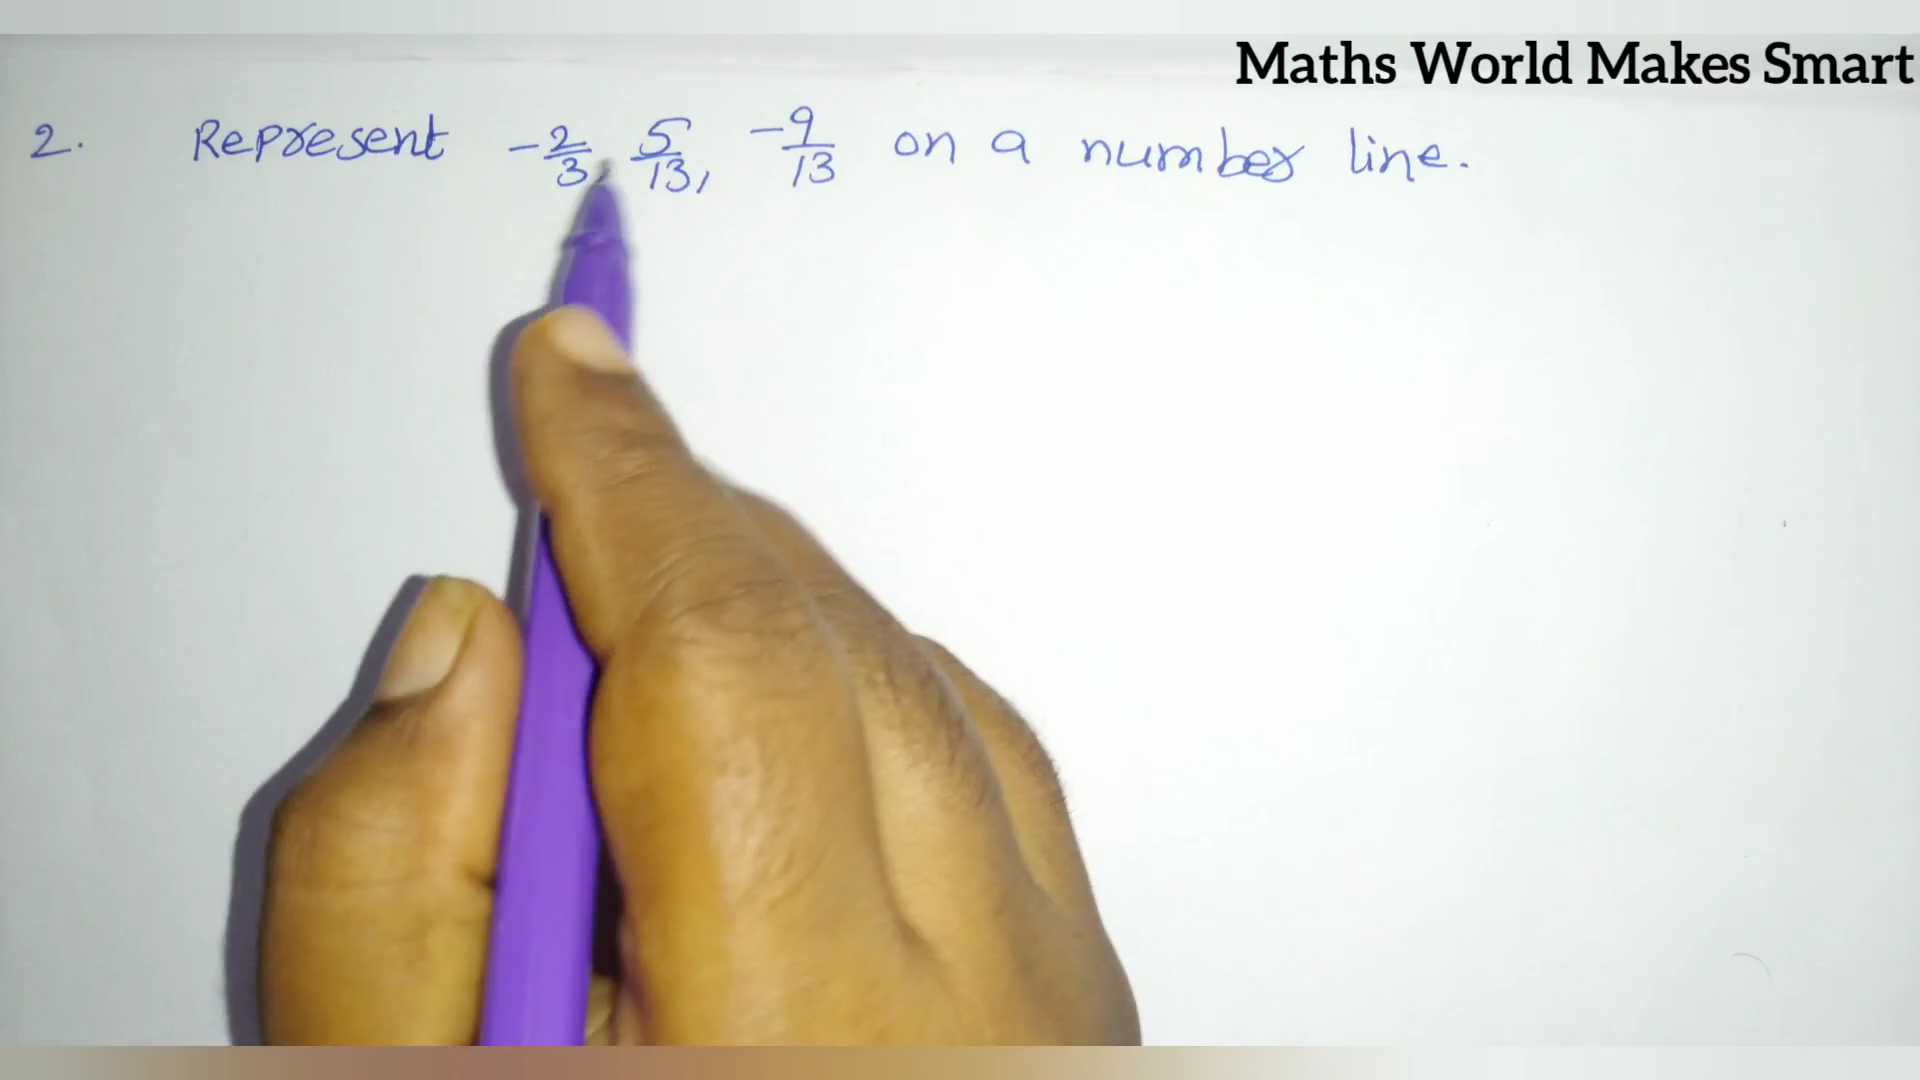 Maths World Makes Smart
2. Represent -2/3, 5/13, -9/13 on a number line.